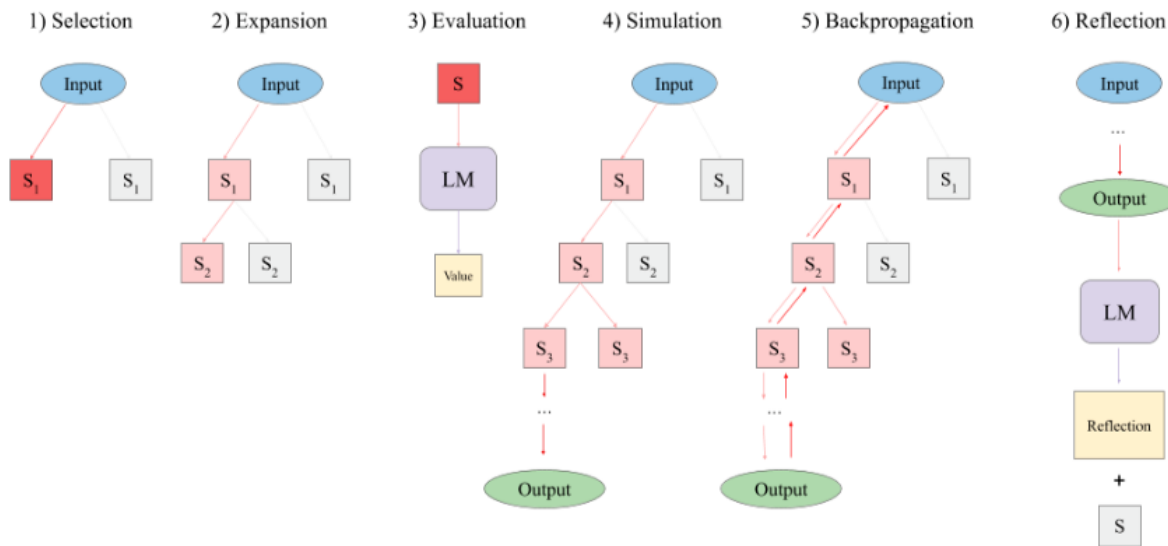 1) Selection
2) Expansion
3) Evaluation
4) Simulation
5) Backpropagation
6) Reflection
Input
S₁
S₁
Input
S₁
S₁
S₂
S₂
S
LM
Value
Input
S₁
S₁
S₂
S₂
S₃
S₃
...
Output
Input
S₁
S₁
S₂
S₂
S₃
S₃
...
Output
Input
...
Output
LM
Reflection
+
S